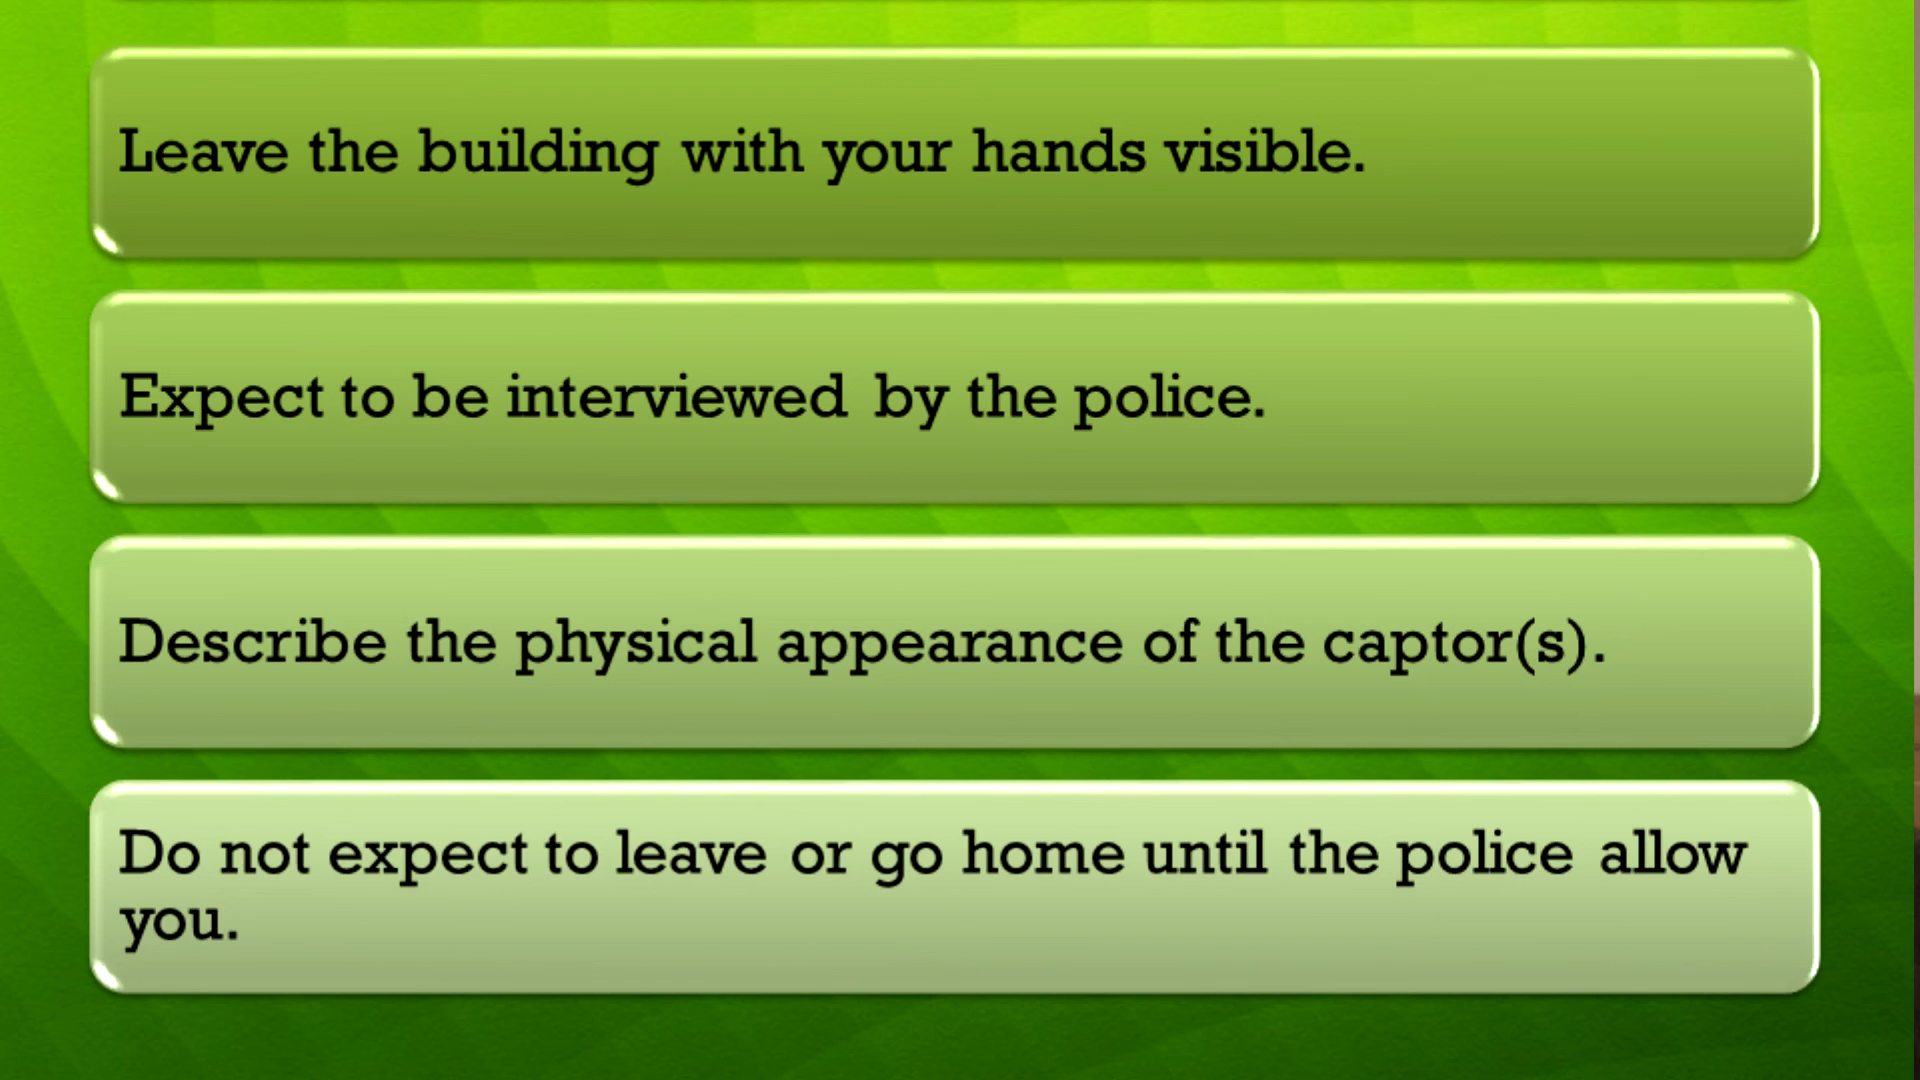 Leave the building with your hands visible.
Expect to be interviewed by the police.
Describe the physical appearance of the captor(s).
Do not expect to leave or go home until the police allow
you.